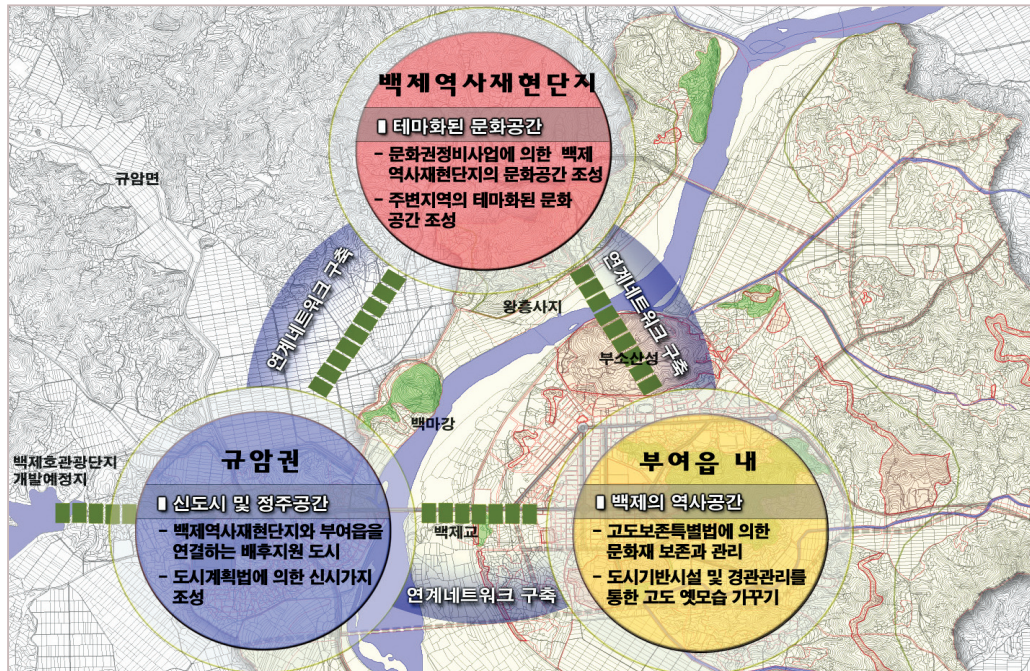 백제역사재현단지
테마화된 문화공간
- 문화권정비사업에 의한 백제
역사재현단지의 문화공간 조성
- 주변지역의 테마화된 문화
공간 조성
규암면
연계네트워크 구축
연계네트워크 구축
왕흥사지
부소산성
백마강
백제호관광단지
개발예정지
규암권
신도시 및 정주공간
- 백제역사재현단지와 부여읍을
연결하는 배후지원 도시
- 도시계획법에 의한 신시가지
조성
백제교
연계네트워크 구축
부여읍 내
백제의 역사공간
- 고도보존특별법에 의한
문화재 보존과 관리
- 도시기반시설 및 경관관리를
통한 고도 옛모습 가꾸기